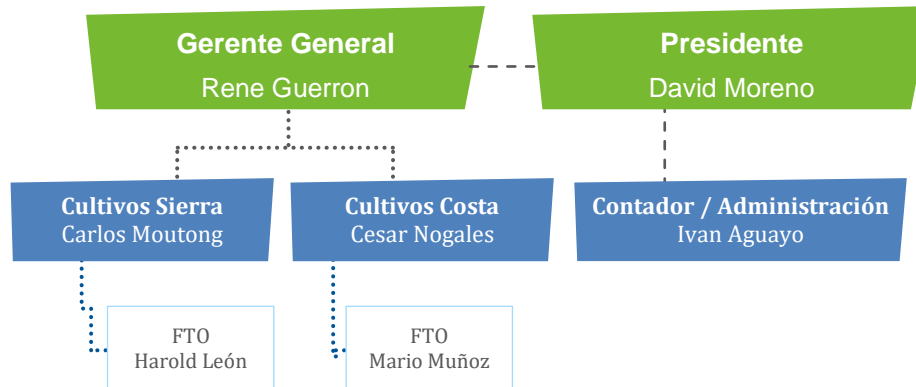 Gerente General
Rene Guerron
Presidente
David Moreno
Cultivos Sierra
Carlos Moutong
Cultivos Costa
Cesar Nogales
Contador / Administración
Ivan Aguayo
FTO
Harold León
FTO
Mario Muñoz